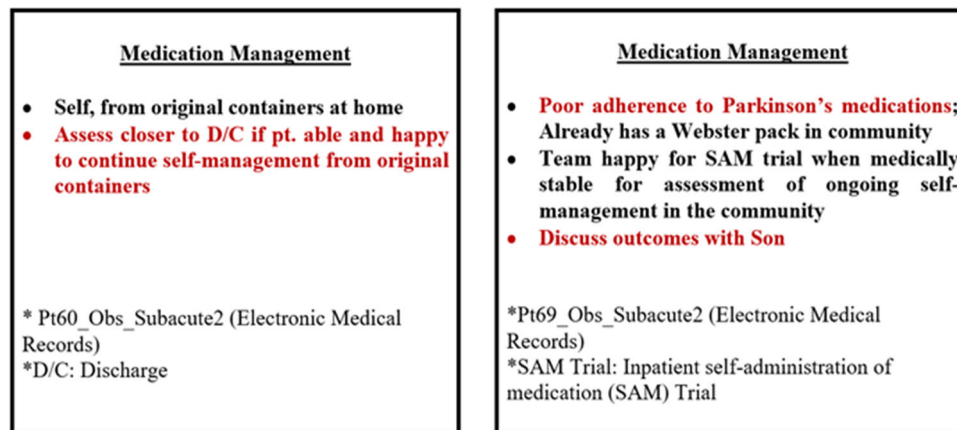 Medication Management
• Self, from original containers at home
• Assess closer to D/C if pt. able and happy
to continue self-management from original
containers
* Pt60_Obs_Subacute2 (Electronic Medical
Records)
*D/C: Discharge
Medication Management
• Poor adherence to Parkinson's medications;
Already has a Webster pack in community
• Team happy for SAM trial when medically
stable for assessment of ongoing self-
management in the community
• Discuss outcomes with Son
*Pt69_Obs_Subacute2 (Electronic Medical
Records)
*SAM Trial: Inpatient self-administration of
medication (SAM) Trial